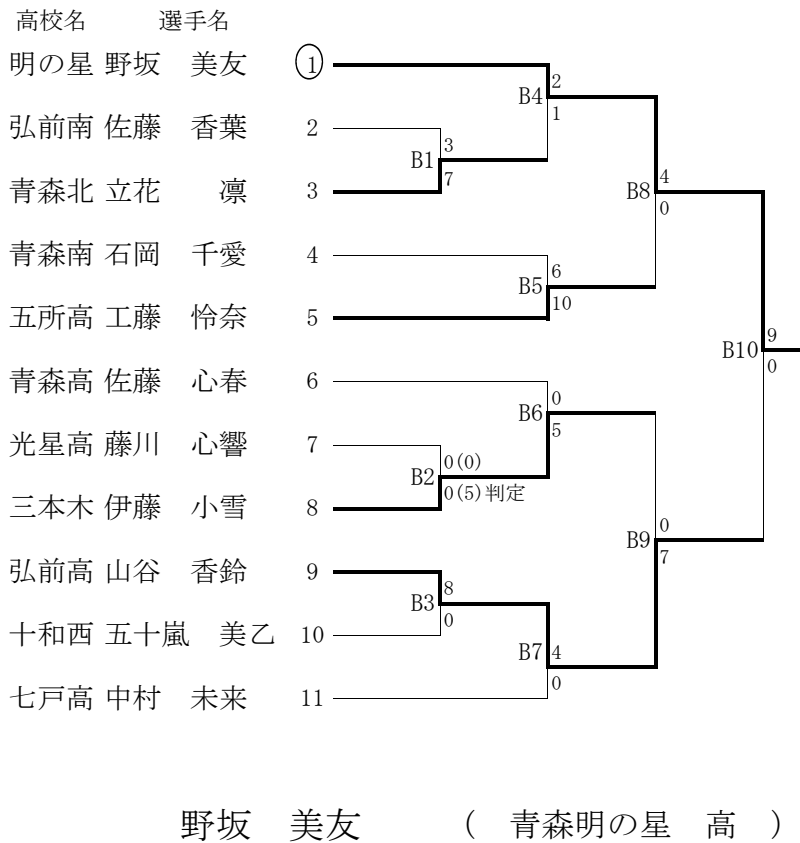 高校名 選手名
明の星 野坂 美友 1
2
B4
1
弘前南 佐藤 香葉 2
3
B1
7
青森北 立花 凛 3
4
B8
0
青森南 石岡 千愛 4
6
B5
10
五所高 工藤 怜奈 5
9
B10
0
青森高 佐藤 心春 6
0
B6
5
光星高 藤川 心響 7
0(0)
B2
0(5)判定
三本木 伊藤 小雪 8
0
B9
7
弘前高 山谷 香鈴 9
8
B3
0
十和西 五十嵐 美乙 10
4
B7
0
七戸高 中村 未来 11
野坂 美友 ( 青森明の星 高 )